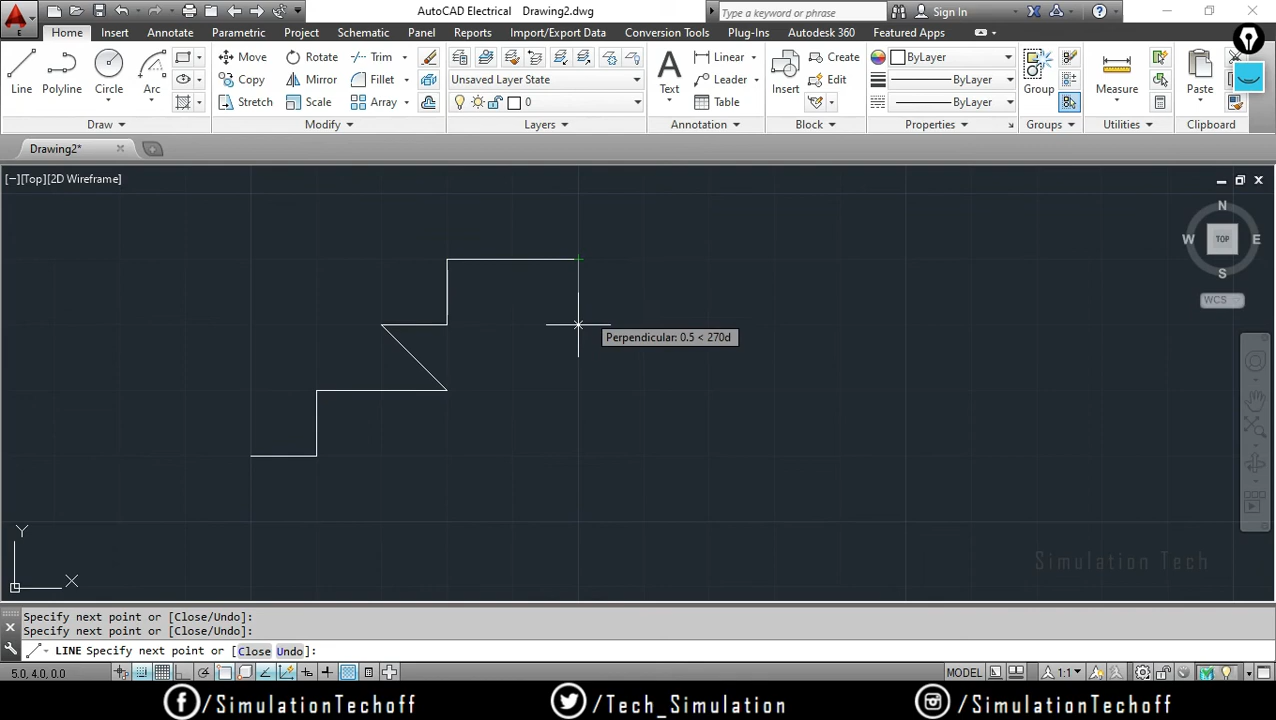 AutoCAD Electrical Drawing2.dwg
Type a keyword or phrase
Sign In
Home Insert Annotate Parametric Project Schematic Panel Reports Import/Export Data Conversion Tools Plug-Ins Autodesk 360 Featured Apps
E
Line
Polyline
Circle
Arc
Move Rotate Trim
Copy Mirror Fillet
Stretch Scale Array
Unsaved Layer State
0
Text
Linear
Leader
Table
Insert
Create
Edit
ByLayer
ByLayer
ByLayer
Group
Measure
Paste
Draw Modify Layers Annotation Block Properties Groups Utilities Clipboard
Drawing2*
[−][Top][2D Wireframe]
N
W TOP E
S
WCS
Perpendicular: 0.5 < 270d
Simulation Tech
Y
X
Specify next point or [Close/Undo]:
Specify next point or [Close/Undo]:
LINE Specify next point or [Close Undo]:
5.0, 4.0, 0.0
MODEL
1:1
/SimulationTechoff /Tech_Simulation /SimulationTechoff